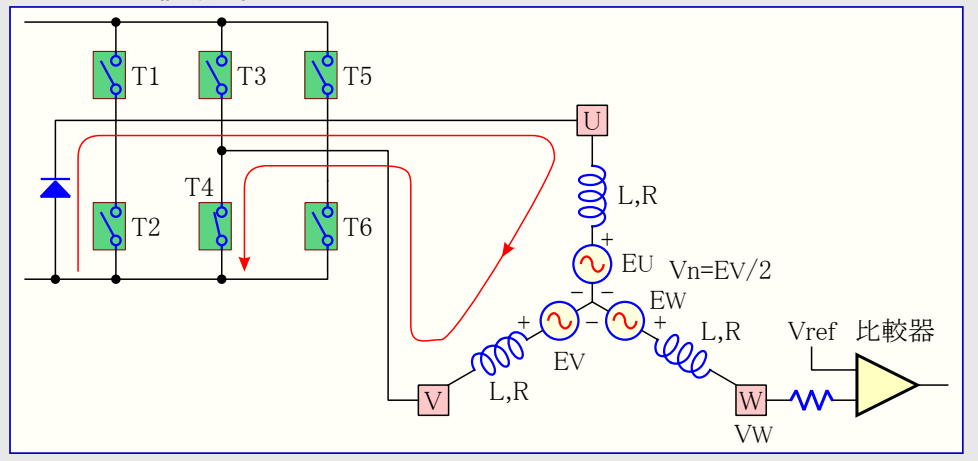 T1
T3
T5
U
T4
L,R
T2
T6
+
EU
Vn=EV/2
− −
EW
+
−
+
L,R
Vref
比較器
EV
L,R
V
W
VW